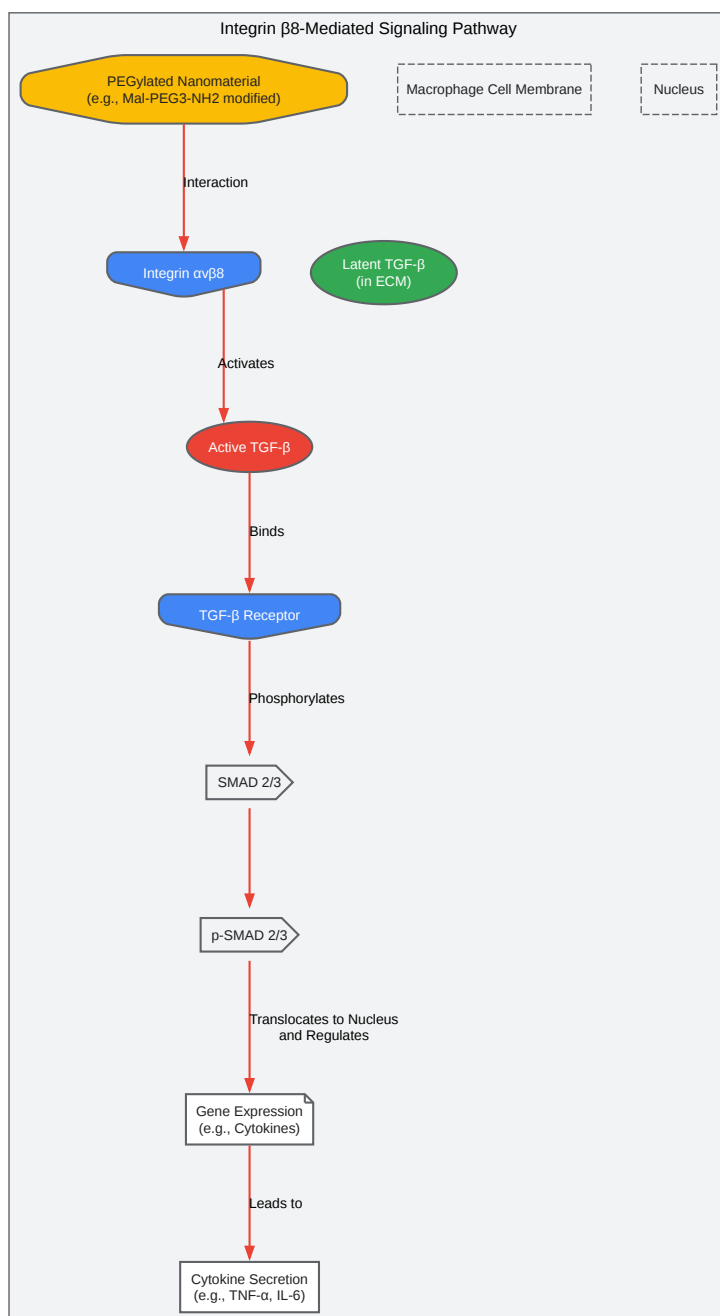 Integrin β8-Mediated Signaling Pathway
PEGylated Nanomaterial
(e.g., Mal-PEG3-NH2 modified)
Macrophage Cell Membrane
Nucleus
Interaction
Integrin αvβ8
Latent TGF-β
(in ECM)
Activates
Active TGF-β
Binds
TGF-β Receptor
Phosphorylates
SMAD 2/3
p-SMAD 2/3
Translocates to Nucleus
and Regulates
Gene Expression
(e.g., Cytokines)
Leads to
Cytokine Secretion
(e.g., TNF-α, IL-6)